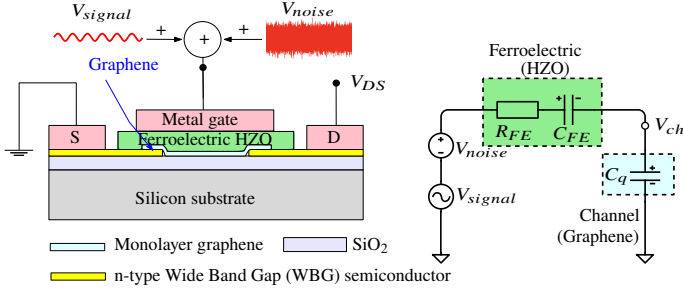 V_signal
V_noise
+
+
+
Graphene
V_DS
Metal gate
S
Ferroelectric HZO
D
Silicon substrate
Monolayer graphene
SiO₂
n-type Wide Band Gap (WBG) semiconductor
Ferroelectric
(HZO)
+ −
R_FE
C_FE
V_ch
+
−
V_noise
C_q
+
−
V_signal
Channel
(Graphene)